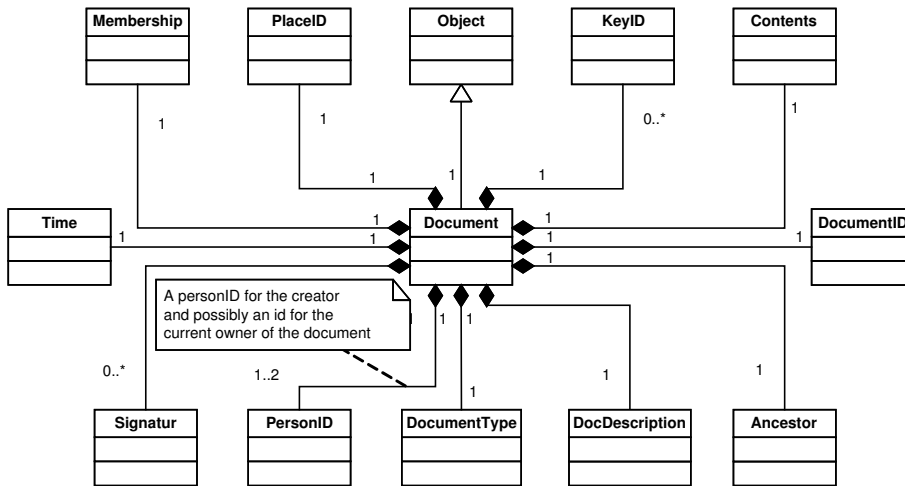 Membership
PlaceID
Object
KeyID
Contents
1
1
0..*
1
1
1
1
Time
1
1
Document
1
DocumentID
1
1
1
1
1
A personID for the creator
and possibly an id for the
current owner of the document
1
1
1
0..*
1..2
1
1
1
Signatur
PersonID
DocumentType
DocDescription
Ancestor